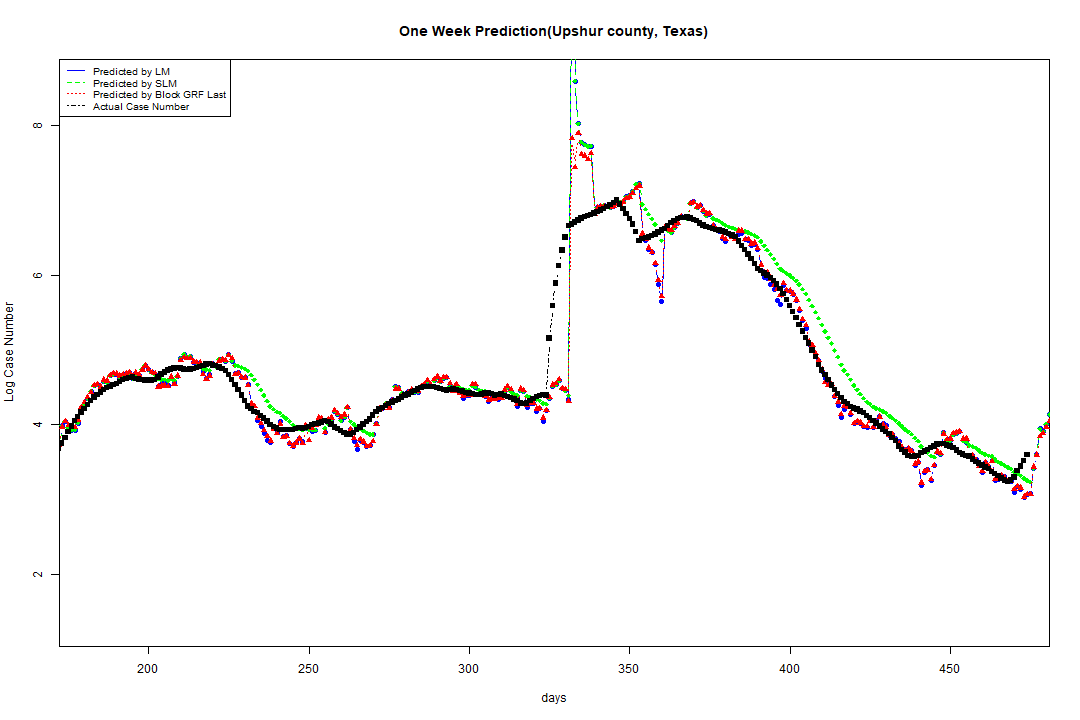 One Week Prediction(Upshur county, Texas)
Predicted by LM
Predicted by SLM
Predicted by Block GRF Last
Actual Case Number
8
6
4
2
Log Case Number
200 250 300 350 400 450
days